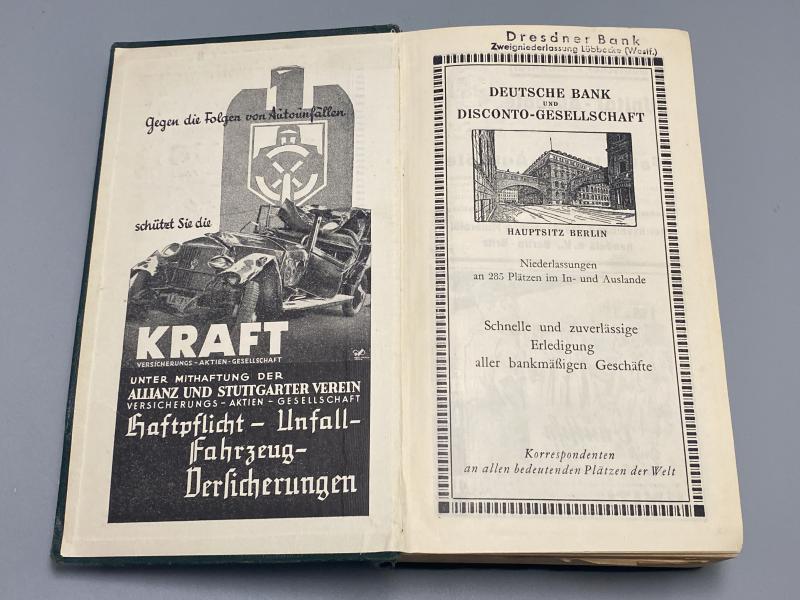 Gegen die Folgen von Autounfällen
schützt Sie die
KRAFT
VERSICHERUNGS-AKTIEN-GESELLSCHAFT
UNTER MITHAFTUNG DER
ALLIANZ UND STUTTGARTER VEREIN
VERSICHERUNGS-AKTIEN-GESELLSCHAFT
Haftpflicht-Unfall-
Fahrzeug-
Versicherungen
Dresdner Bank
Zweigniederlassung Lübbecke (Westf.)
DEUTSCHE BANK
UND
DISCONTO-GESELLSCHAFT
HAUPTSITZ BERLIN
Niederlassungen
an 285 Plätzen im In- und Auslande
Schnelle und zuverlässige
Erledigung
aller bankmäßigen Geschäfte
Korrespondenten
an allen bedeutenden Plätzen der Welt